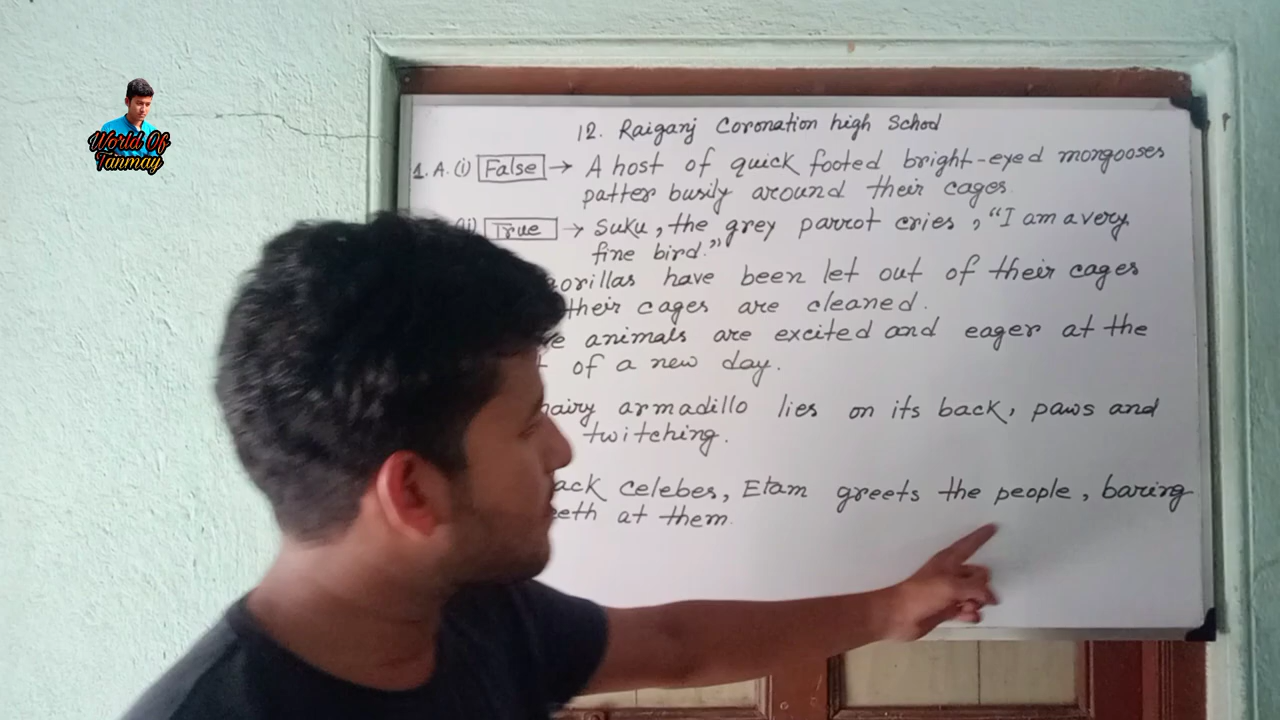 World Of
Tanmay
12. Raiganj Coronation high School
1. A. (i) False → A host of quick footed bright-eyed mongooses
patter busily around their cages.
(ii) True → Suku, the grey parrot cries, "I am a very
fine bird."
gorillas have been let out of their cages
their cages are cleaned.
animals are excited and eager at the
of a new day.
hairy armadillo lies on its back, paws and
twitching.
celebes, Etam greets the people, baring
teeth at them.